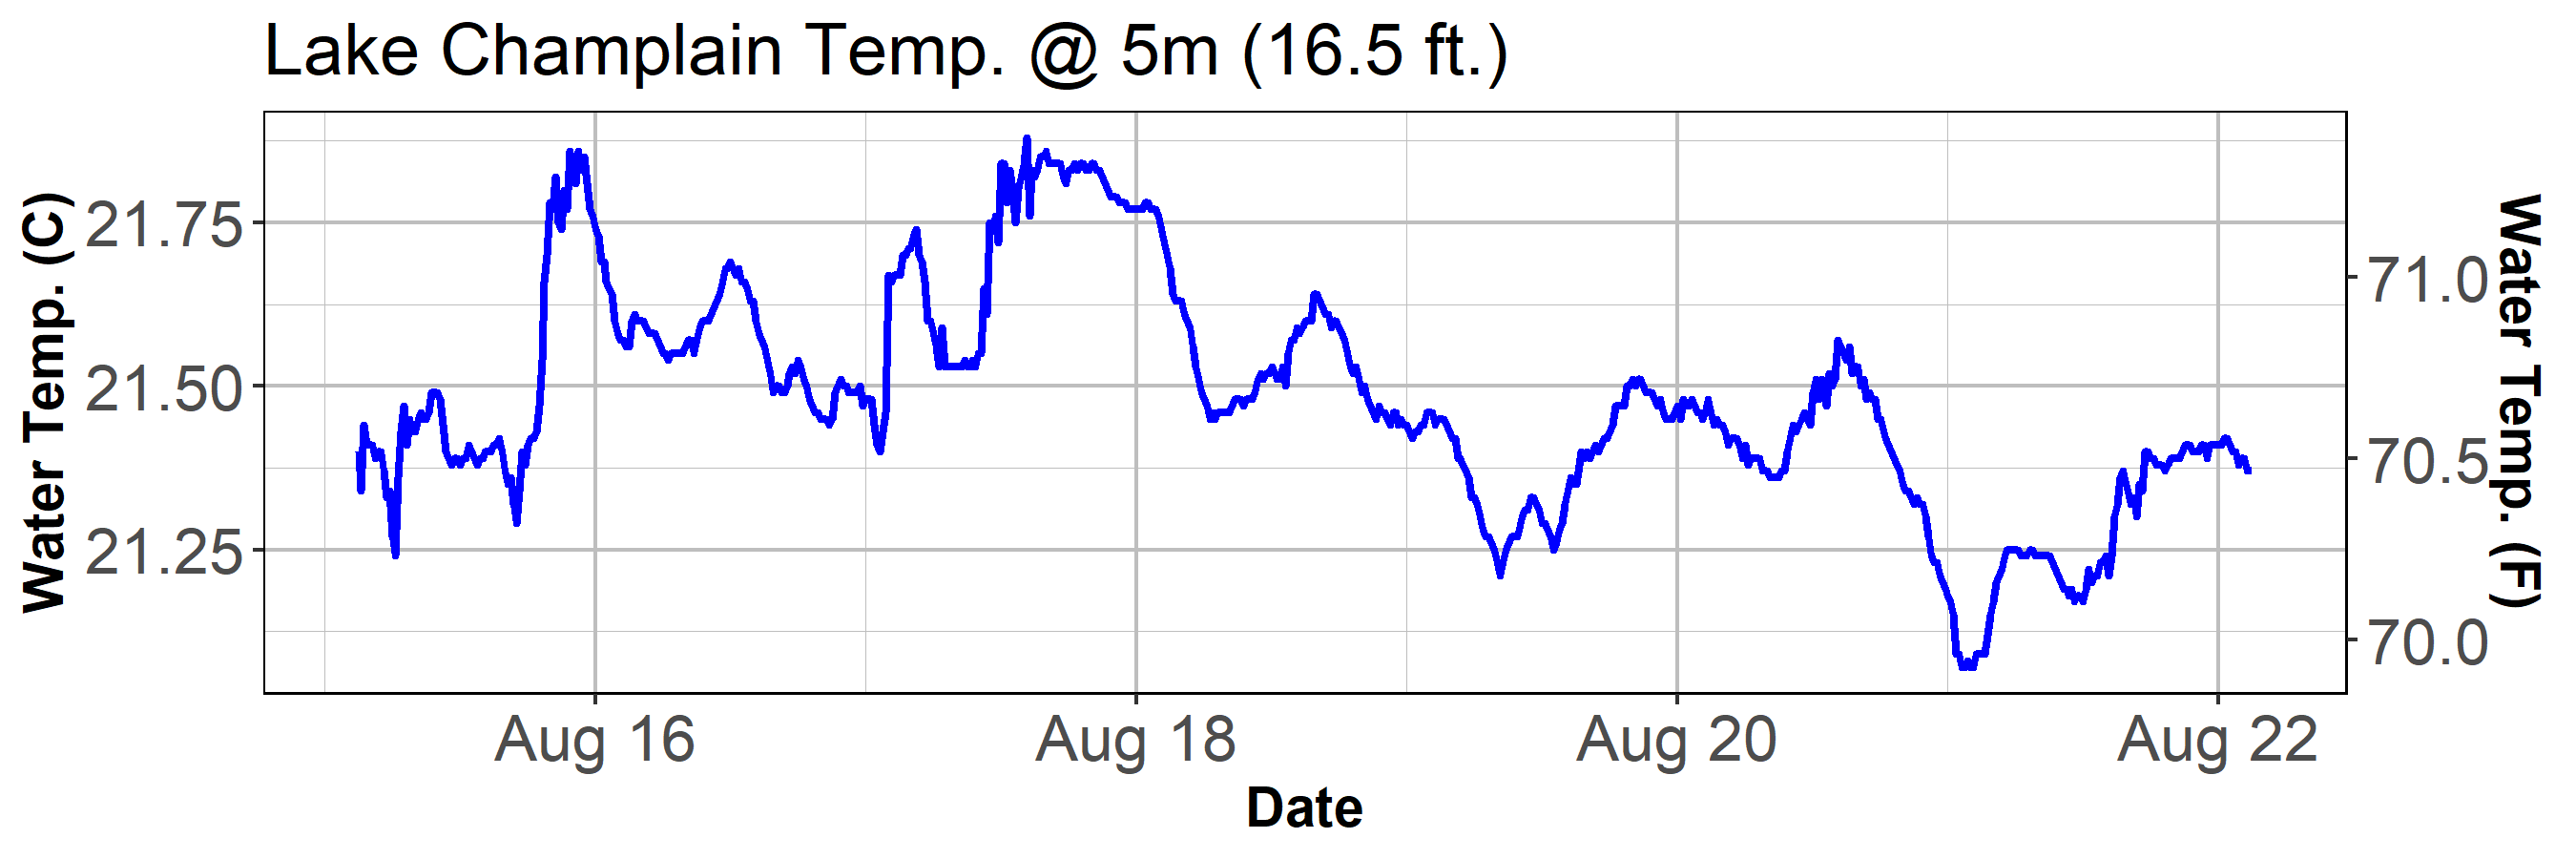 Lake Champlain Temp. @ 5m (16.5 ft.)
Water Temp. (C)
21.75
21.50
21.25
71.0
70.5
70.0
Water Temp. (F)
Aug 16
Aug 18
Aug 20
Aug 22
Date